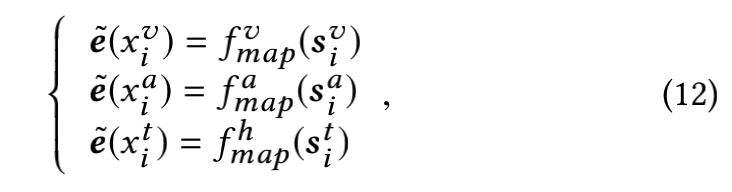 ẽ(x_i^v) = f_map^v(s_i^v)
ẽ(x_i^a) = f_map^a(s_i^a) , (12)
ẽ(x_i^t) = f_map^h(s_i^t)